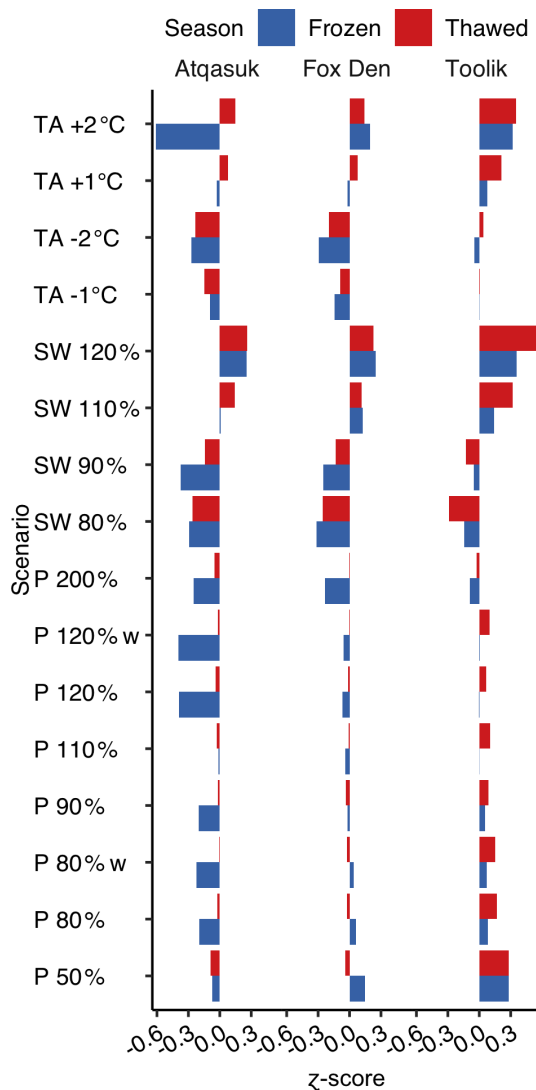 Season Frozen Thawed
Atqasuk Fox Den Toolik
TA +2°C
TA +1°C
TA -2°C
TA -1°C
SW 120%
SW 110%
SW 90%
SW 80%
P 200%
P 120% w
P 120%
P 110%
P 90%
P 80% w
P 80%
P 50%
Scenario
-0.6 -0.3 0.0 0.3 -0.6 -0.3 0.0 0.3 -0.6 -0.3 0.0 0.3
z-score